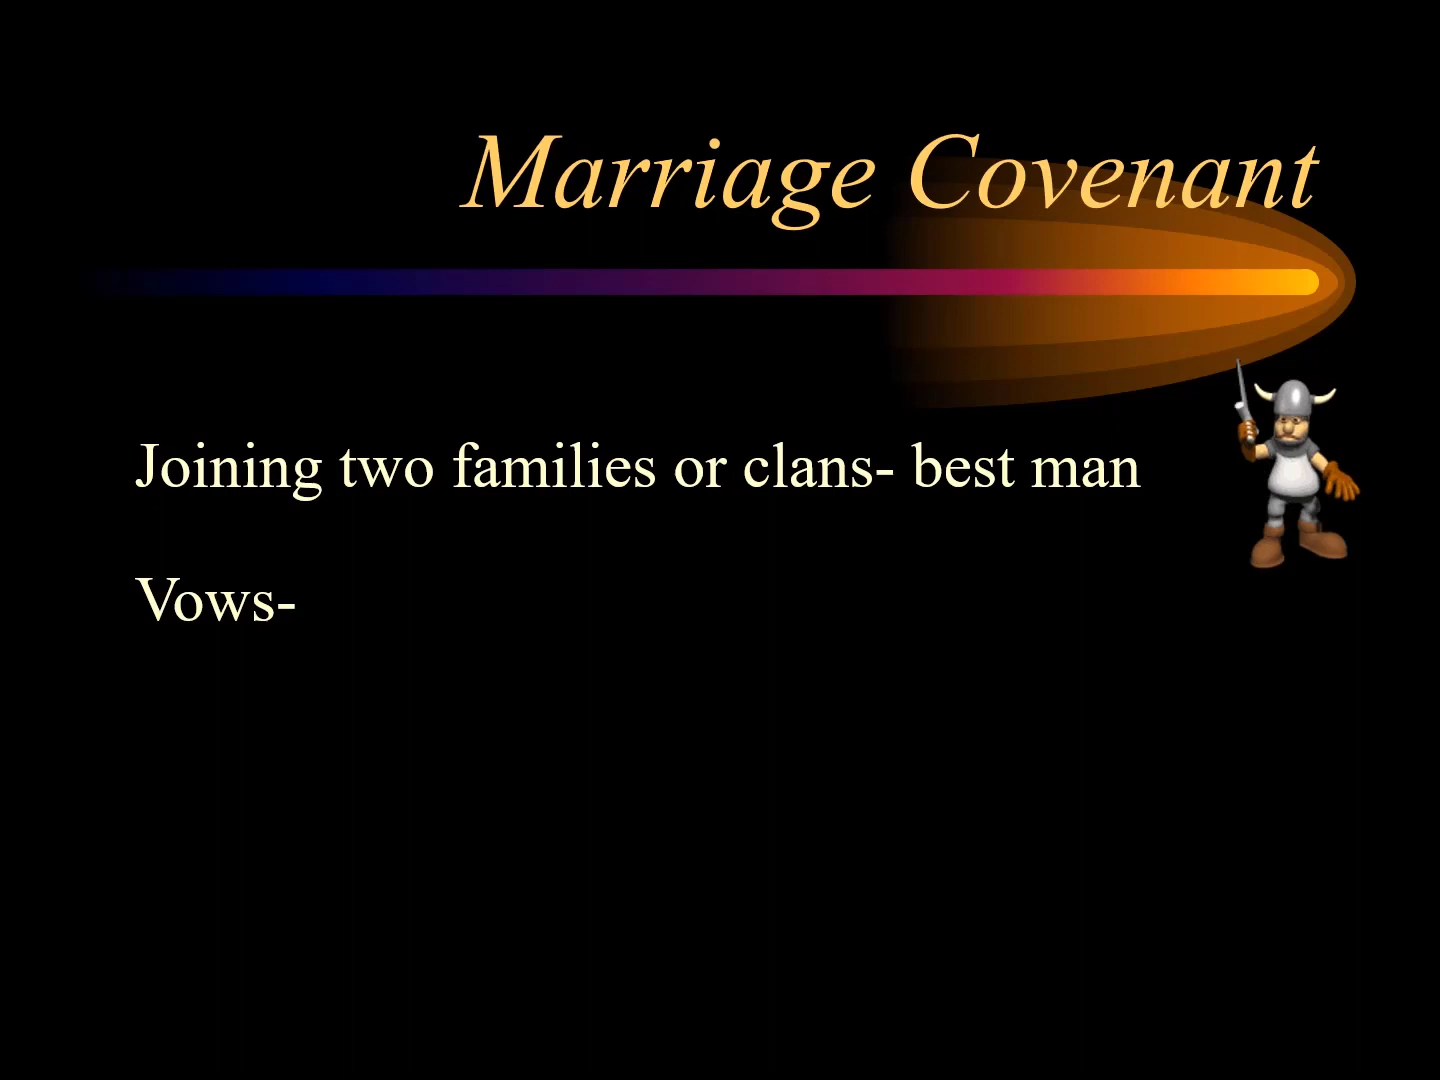 Marriage Covenant
Joining two families or clans- best man
Vows-